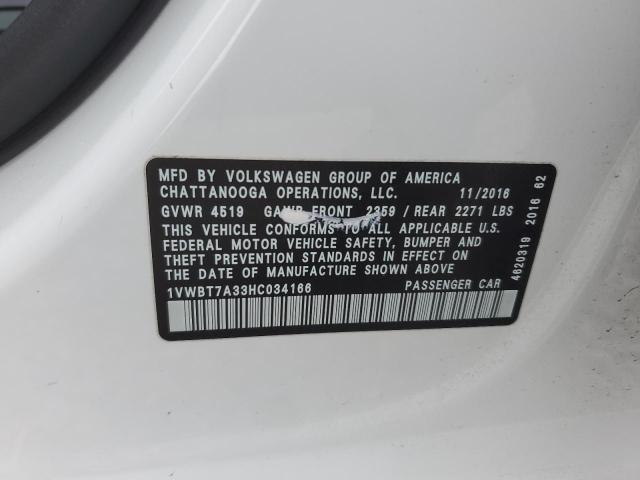 MFD BY VOLKSWAGEN GROUP OF AMERICA
CHATTANOOGA OPERATIONS, LLC. 11/2016
GVWR 4519 GAWR FRONT 2359 / REAR 2271 LBS
THIS VEHICLE CONFORMS TO ALL APPLICABLE U.S.
FEDERAL MOTOR VEHICLE SAFETY, BUMPER AND
THEFT PREVENTION STANDARDS IN EFFECT ON THE
DATE OF MANUFACTURE SHOWN ABOVE
1VWBT7A33HC034166 PASSENGER CAR
4620319 2016 62